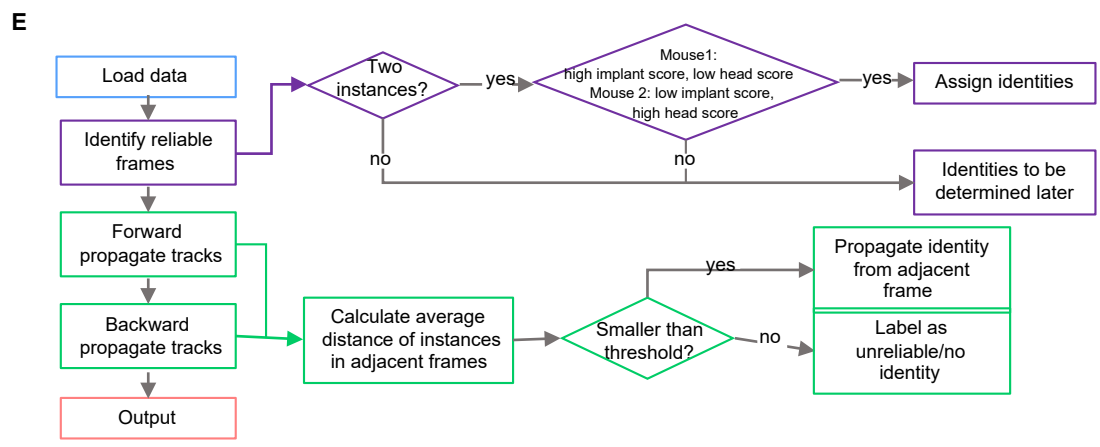 E
Load data
Identify reliable
frames
Forward
propagate tracks
Backward
propagate tracks
Output
Two
instances?
yes
no
Mouse1:
high implant score, low head score
Mouse 2: low implant score,
high head score
yes
no
Assign identities
Identities to be
determined later
Calculate average
distance of instances
in adjacent frames
Smaller than
threshold?
yes
no
Propagate identity
from adjacent
frame
Label as
unreliable/no
identity